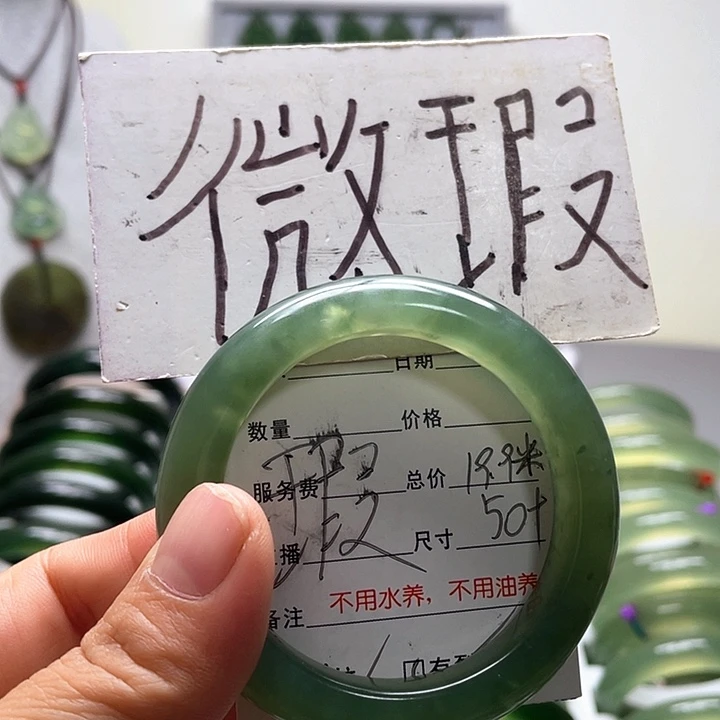 微瑕
日期
数量 价格
服务费 总价
瑕
播 尺寸 50+
备注 不用水养，不用油养